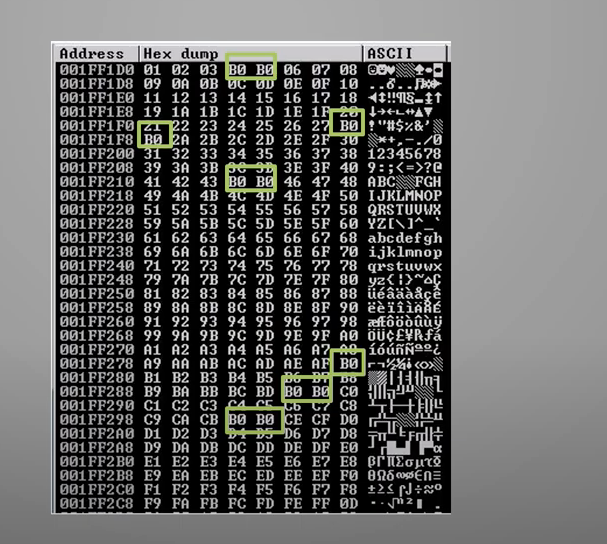 Address Hex dump ASCII
001FF1D0 01 02 03 B0 B0 06 07 08 ☺☻♥░░♠•◘
001FF1D8 09 0A 0B 0C 0D 0E 0F 10
001FF1E0 11 12 13 14 15 16 17 18 ◄↕‼¶§▬↨↑
001FF1E8 19 1A 1B 1C 1D 1E 1F 20 ↓→←∟↔▲▼
001FF1F0 21 22 23 24 25 26 27 B0 !"#$%&'░
001FF1F8 B0 2A 2B 2C 2D 2E 2F 30 ░*+,-./0
001FF200 31 32 33 34 35 36 37 38 12345678
001FF208 39 3A 3B 3C 3D 3E 3F 40 9:;<=>?@
001FF210 41 42 43 B0 B0 46 47 48 ABC░░FGH
001FF218 49 4A 4B 4C 4D 4E 4F 50 IJKLMNOP
001FF220 51 52 53 54 55 56 57 58 QRSTUVWX
001FF228 59 5A 5B 5C 5D 5E 5F 60 YZ[\]^_`
001FF230 61 62 63 64 65 66 67 68 abcdefgh
001FF238 69 6A 6B 6C 6D 6E 6F 70 ijklmnop
001FF240 71 72 73 74 75 76 77 78 qrstuvwx
001FF248 79 7A 7B 7C 7D 7E 7F 80 yz{|}~⌂Ç
001FF250 81 82 83 84 85 86 87 88 üéâäàåçê
001FF258 89 8A 8B 8C 8D 8E 8F 90 ëèïîìÄÅÉ
001FF260 91 92 93 94 95 96 97 98 æÆôöòûùÿ
001FF268 99 9A 9B 9C 9D 9E 9F A0 ÖÜ¢£¥₧ƒá
001FF270 A1 A2 A3 A4 A5 A6 A7 A8 íóúñÑªº¿
001FF278 A9 AA AB AC AD AE AF B0 ⌐¬½¼¡«»░
001FF280 B1 B2 B3 B4 B5 B6 B7 B8
001FF288 B9 BA BB BC BD B0 B0 C0
001FF290 C1 C2 C3 C4 C5 C6 C7 C8
001FF298 C9 CA CB B0 B0 CE CF D0
001FF2A0 D1 D2 D3 D4 D5 D6 D7 D8
001FF2A8 D9 DA DB DC DD DE DF E0
001FF2B0 E1 E2 E3 E4 E5 E6 E7 E8 βΓπΣσµτΦ
001FF2B8 E9 EA EB EC ED EE EF F0 ΘΩδ∞φ∈∩≡
001FF2C0 F1 F2 F3 F4 F5 F6 F7 F8 ±≥≤⌠⌡÷≈°
001FF2C8 F9 FA FB FC FD FE FF 0D